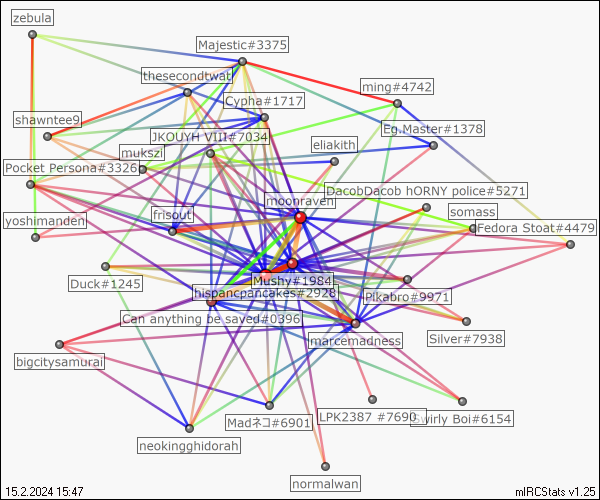 zebula
Majestic#3375
thesecondtwat
ming#4742
Cypha#1717
shawntee9
Eg.Master#1378
JKOUYH VIII#7034
eliakith
mukszi
Pocket Persona#3326
DacobDacob hORNY police#5271
moonraven
somass
frisout
yoshimanden
Fedora Stoat#4479
Mushy#1984
Duck#1245
hispancpancakes#2928
Pikabro#9971
Can anything be saved#0396
Silver#7938
marcemadness
bigcitysamurai
LPK2387 #7690
Swirly Boi#6154
Madネコ#6901
neokingghidorah
normalwan
15.2.2024 15:47
mIRCStats v1.25